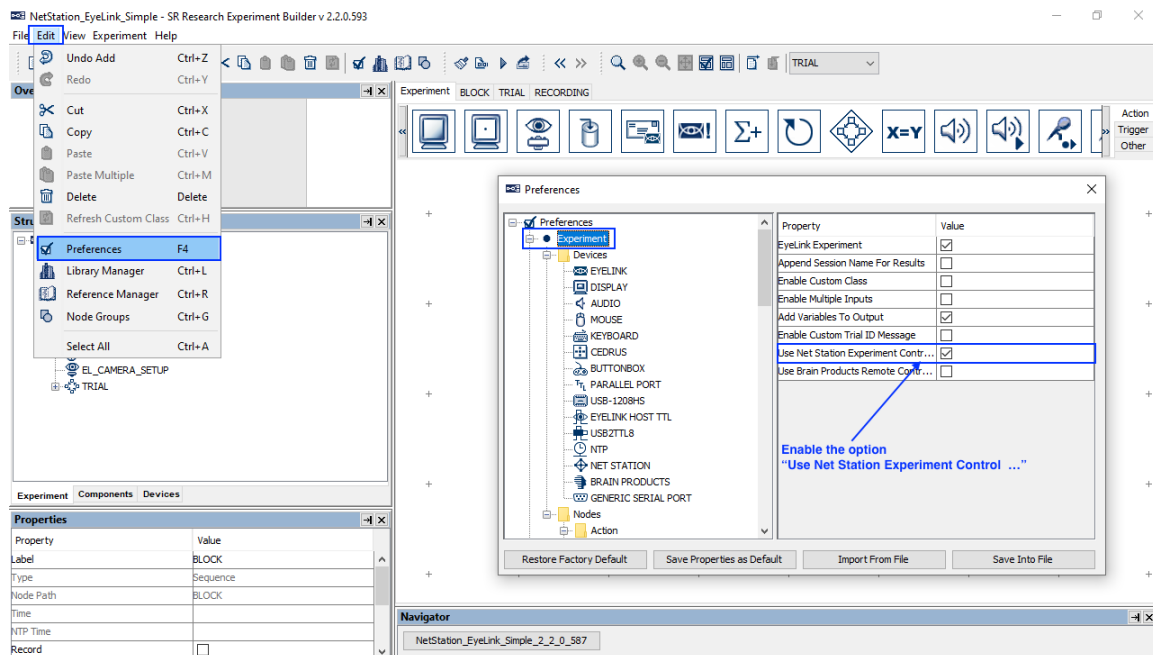 NetStation_EyeLink_Simple - SR Research Experiment Builder v 2.2.0.593
File Edit View Experiment Help
Undo Add Ctrl+Z
Redo Ctrl+Y
Cut Ctrl+X
Copy Ctrl+C
Paste Ctrl+V
Paste Multiple Ctrl+M
Delete Delete
Refresh Custom Class Ctrl+H
Preferences F4
Library Manager Ctrl+L
Reference Manager Ctrl+R
Node Groups Ctrl+G
Select All Ctrl+A
TRIAL
Ove
Stru
EL_CAMERA_SETUP
TRIAL
Experiment Components Devices
Properties
Property Value
Label BLOCK
Type Sequence
Node Path BLOCK
Time
NTP Time
Record
Experiment BLOCK TRIAL RECORDING
Σ+
X=Y
Action
Trigger
Other
Preferences
Preferences
Experiment
Devices
EYELINK
DISPLAY
AUDIO
MOUSE
KEYBOARD
CEDRUS
BUTTONBOX
PARALLEL PORT
USB-1208HS
EYELINK HOST TTL
USB2TTL8
NTP
NET STATION
BRAIN PRODUCTS
GENERIC SERIAL PORT
Nodes
Action
Property Value
EyeLink Experiment
Append Session Name For Results
Enable Custom Class
Enable Multiple Inputs
Add Variables To Output
Enable Custom Trial ID Message
Use Net Station Experiment Contr...
Use Brain Products Remote Contr...
Enable the option
“Use Net Station Experiment Control ...”
Restore Factory Default Save Properties as Default Import From File Save Into File
Navigator
NetStation_EyeLink_Simple_2_2_0_587